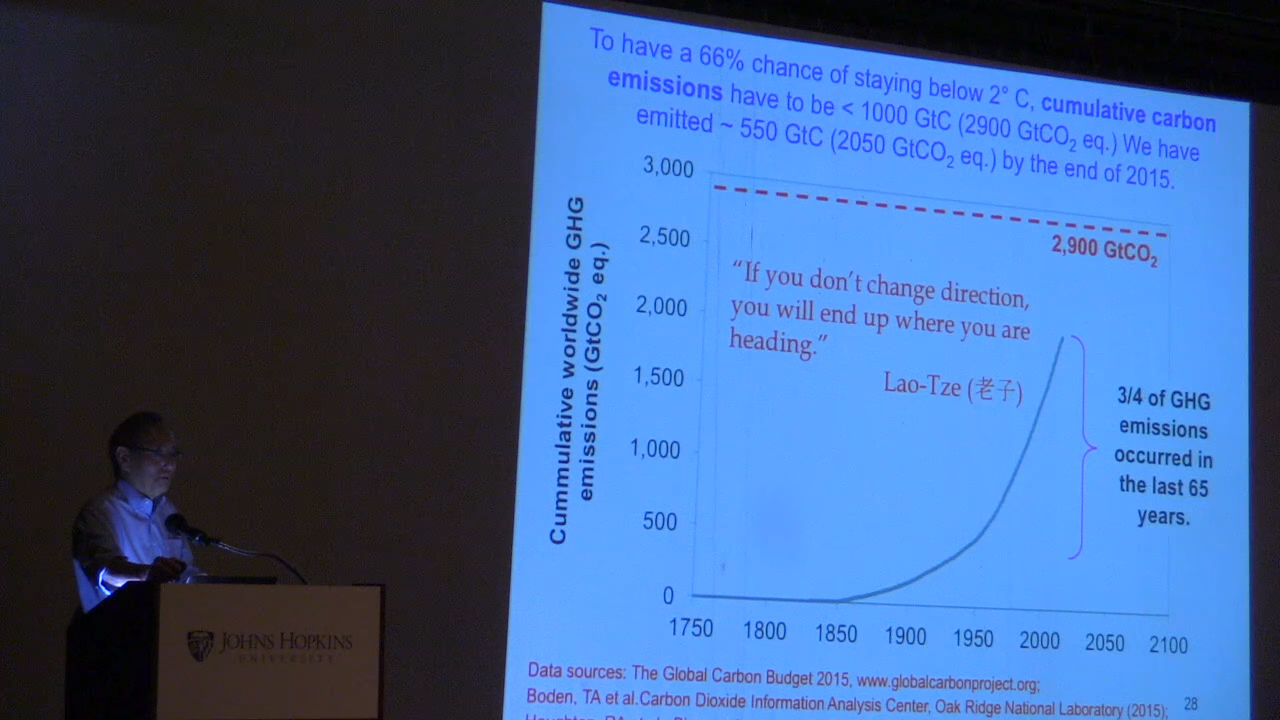 To have a 66% chance of staying below 2° C, cumulative carbon
emissions have to be < 1000 GtC (2900 GtCO₂ eq.) We have
emitted ~ 550 GtC (2050 GtCO₂ eq.) by the end of 2015.
Cummulative worldwide GHG
emissions (GtCO₂ eq.)
3,000
2,500
2,000
1,500
1,000
500
0
2,900 GtCO₂
“If you don’t change direction,
you will end up where you are
heading.”
Lao-Tze (老子)
3/4 of GHG
emissions
occurred in
the last 65
years.
1750 1800 1850 1900 1950 2000 2050 2100
Data sources: The Global Carbon Budget 2015, www.globalcarbonproject.org;
Boden, TA et al.Carbon Dioxide Information Analysis Center, Oak Ridge National Laboratory (2015);
28
JOHNS HOPKINS
UNIVERSITY